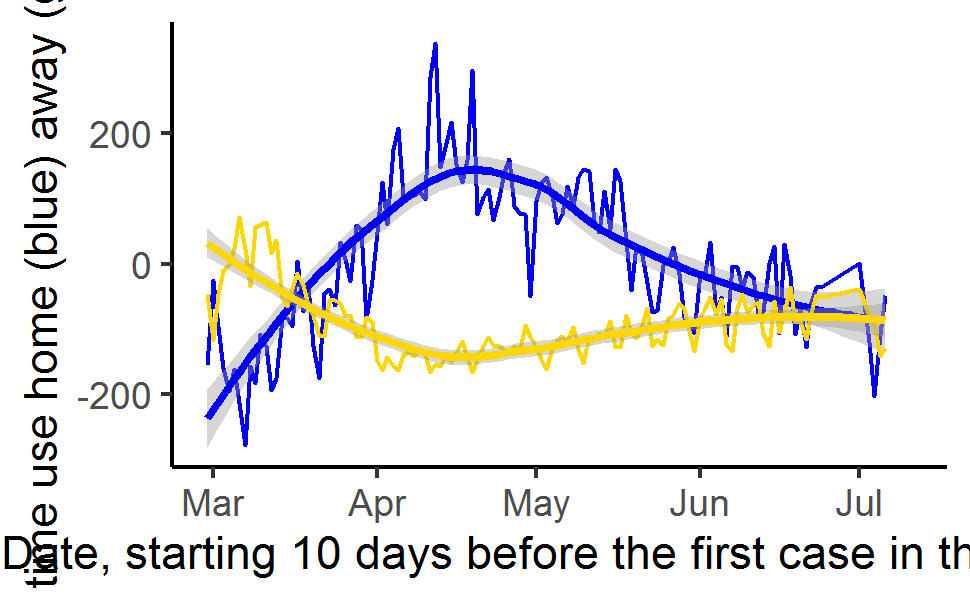 time use home (blue) away (
200
0
-200
Mar Apr May Jun Jul
Date, starting 10 days before the first case in th